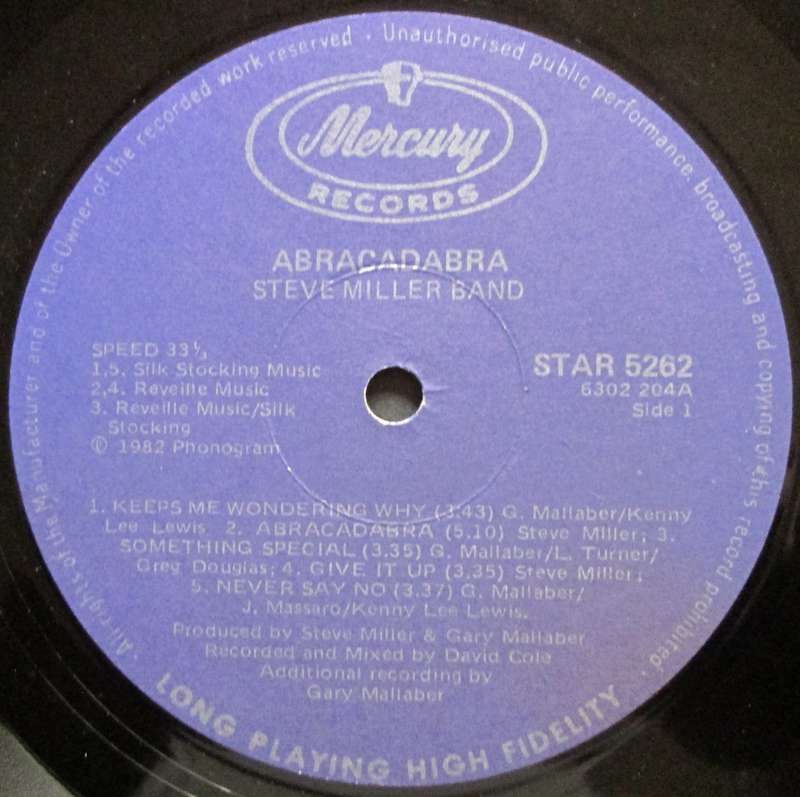 All rights of the Manufacturer and of the Owner of the recorded work reserved · Unauthorised public performance, broadcasting and copying of this record prohibited ·
Mercury
RECORDS
ABRACADABRA
STEVE MILLER BAND
SPEED 33⅓
1,5. Silk Stocking Music
2,4. Reveille Music
3. Reveille Music/Silk
Stocking
℗ 1982 Phonogram
STAR 5262
6302 204A
Side 1
1. KEEPS ME WONDERING WHY (3.43) G. Mallaber/Kenny
Lee Lewis 2. ABRACADABRA (5.10) Steve Miller; 3.
SOMETHING SPECIAL (3.35) G. Mallaber/L. Turner/
Greg Douglas; 4. GIVE IT UP (3.35) Steve Miller;
5. NEVER SAY NO (3.37) G. Mallaber/
J. Massaro/Kenny Lee Lewis.
Produced by Steve Miller & Gary Mallaber
Recorded and Mixed by David Cole
Additional recording by
Gary Mallaber
LONG PLAYING HIGH FIDELITY